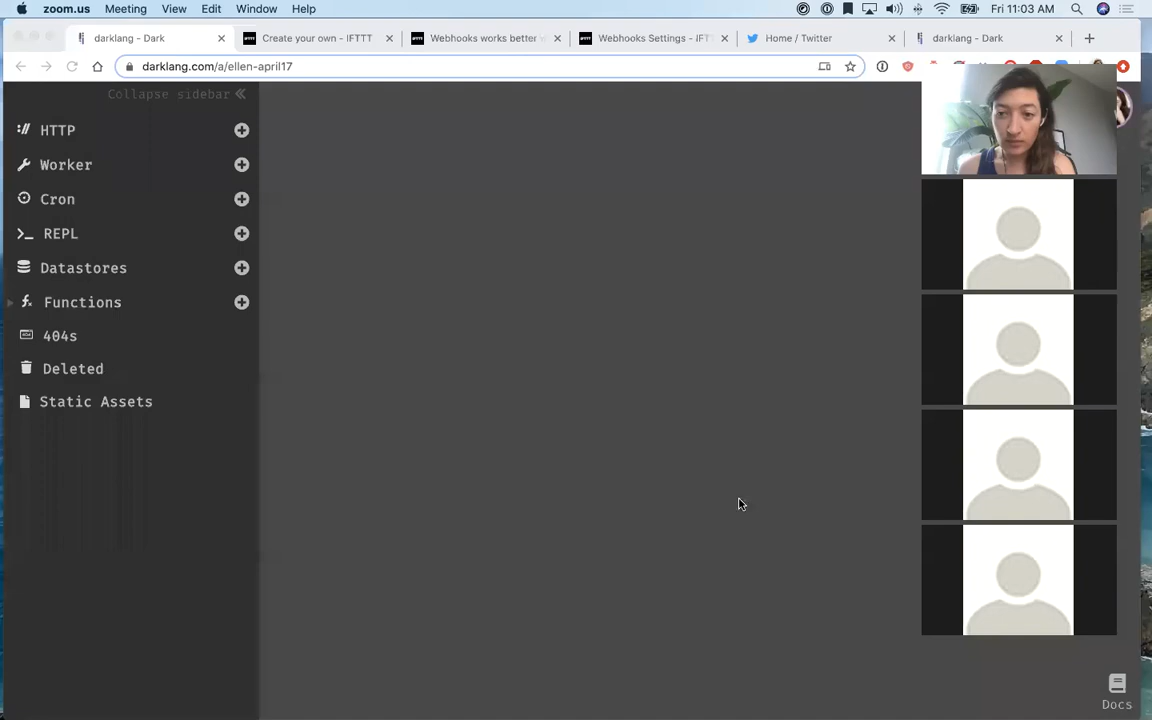 zoom.us Meeting View Edit Window Help Fri 11:03 AM
darklang - Dark Create your own - IFTTT Webhooks works better Webhooks Settings - IFTT Home / Twitter darklang - Dark
darklang.com/a/ellen-april17
Collapse sidebar
HTTP
Worker
Cron
REPL
Datastores
Functions
404s
Deleted
Static Assets
Docs